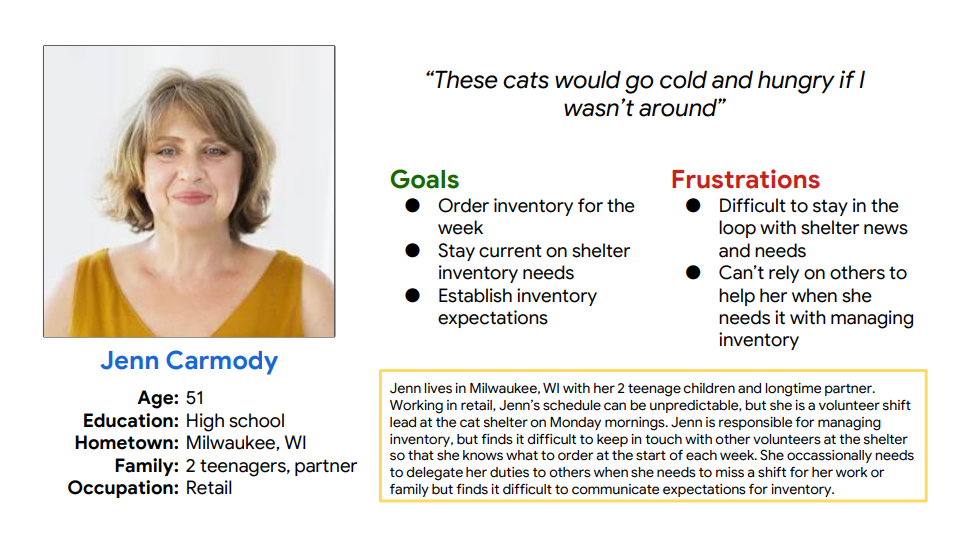 “These cats would go cold and hungry if I
wasn’t around”
Goals
● Order inventory for the
week
● Stay current on shelter
inventory needs
● Establish inventory
expectations
Frustrations
● Difficult to stay in the
loop with shelter news
and needs
● Can’t rely on others to
help her when she
needs it with managing
inventory
Jenn Carmody
Age: 51
Education: High school
Hometown: Milwaukee, WI
Family: 2 teenagers, partner
Occupation: Retail
Jenn lives in Milwaukee, WI with her 2 teenage children and longtime partner.
Working in retail, Jenn’s schedule can be unpredictable, but she is a volunteer shift
lead at the cat shelter on Monday mornings. Jenn is responsible for managing
inventory, but finds it difficult to keep in touch with other volunteers at the shelter
so that she knows what to order at the start of each week. She occassionally needs
to delegate her duties to others when she needs to miss a shift for her work or
family but finds it difficult to communicate expectations for inventory.